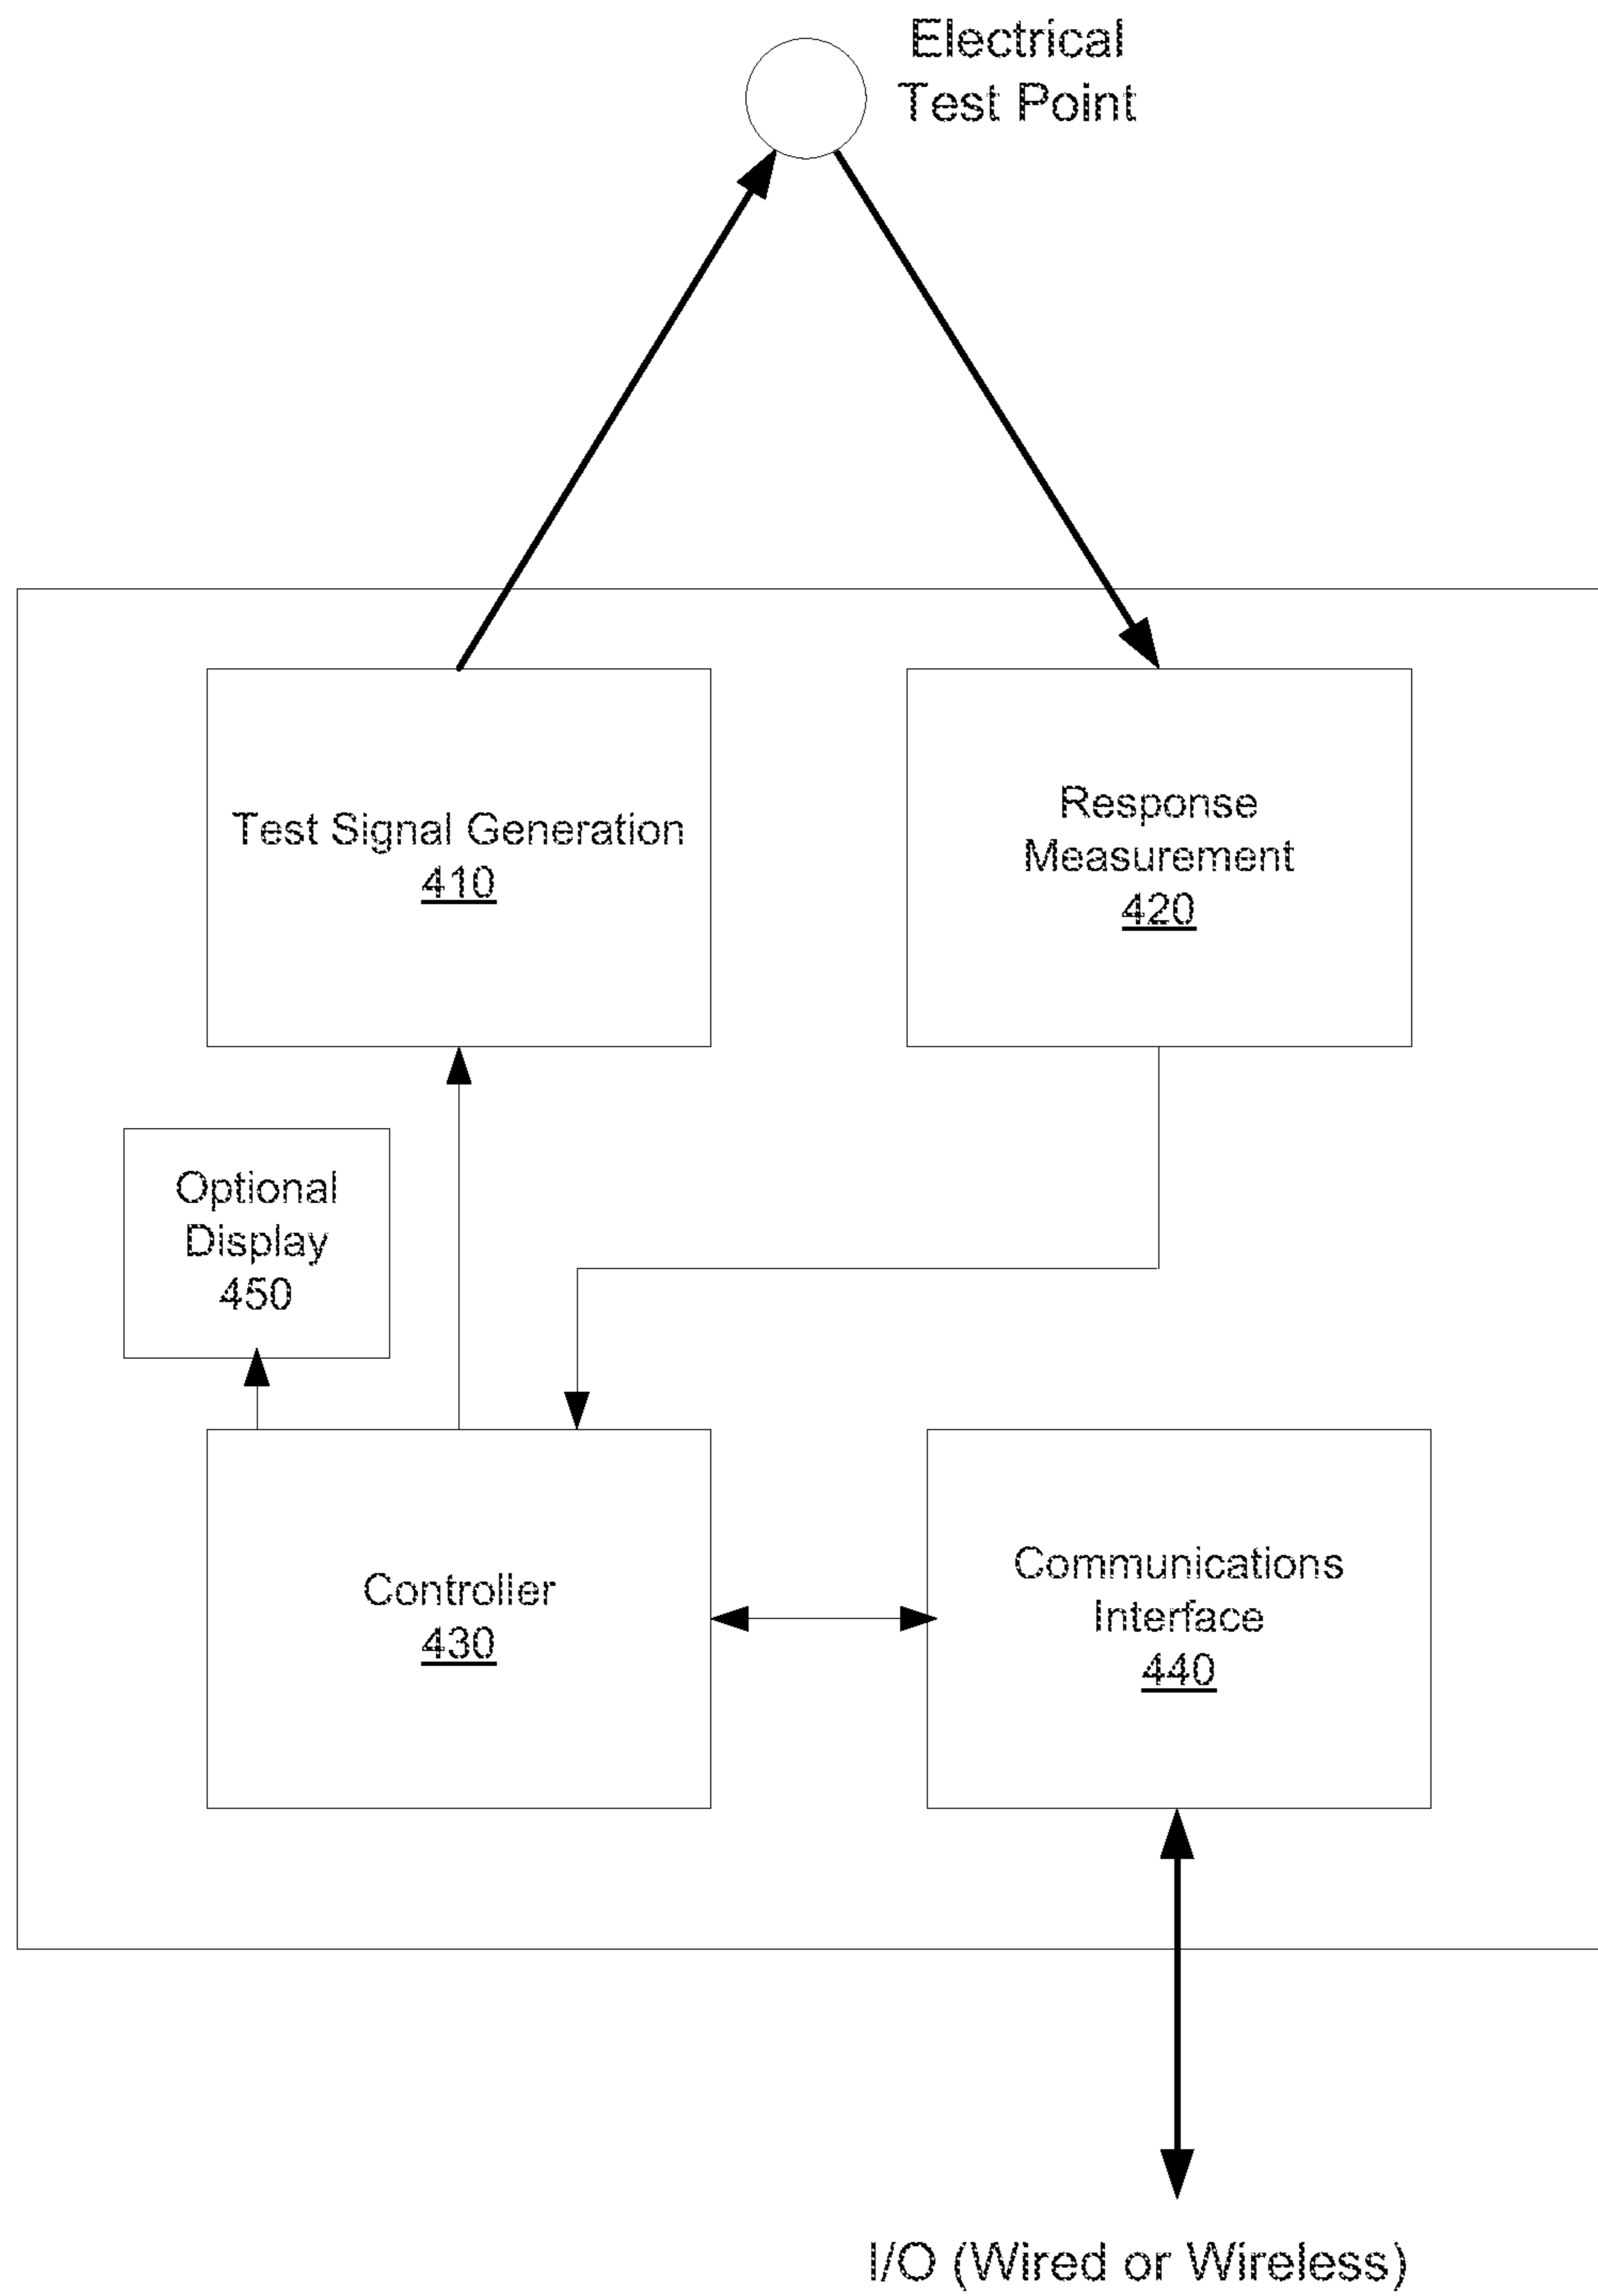 Electrical
Test Point
Test Signal Generation
410
Response
Measurement
420
Optional
Display
450
Controller
430
Communications
Interface
440
I/O (Wired or Wireless)